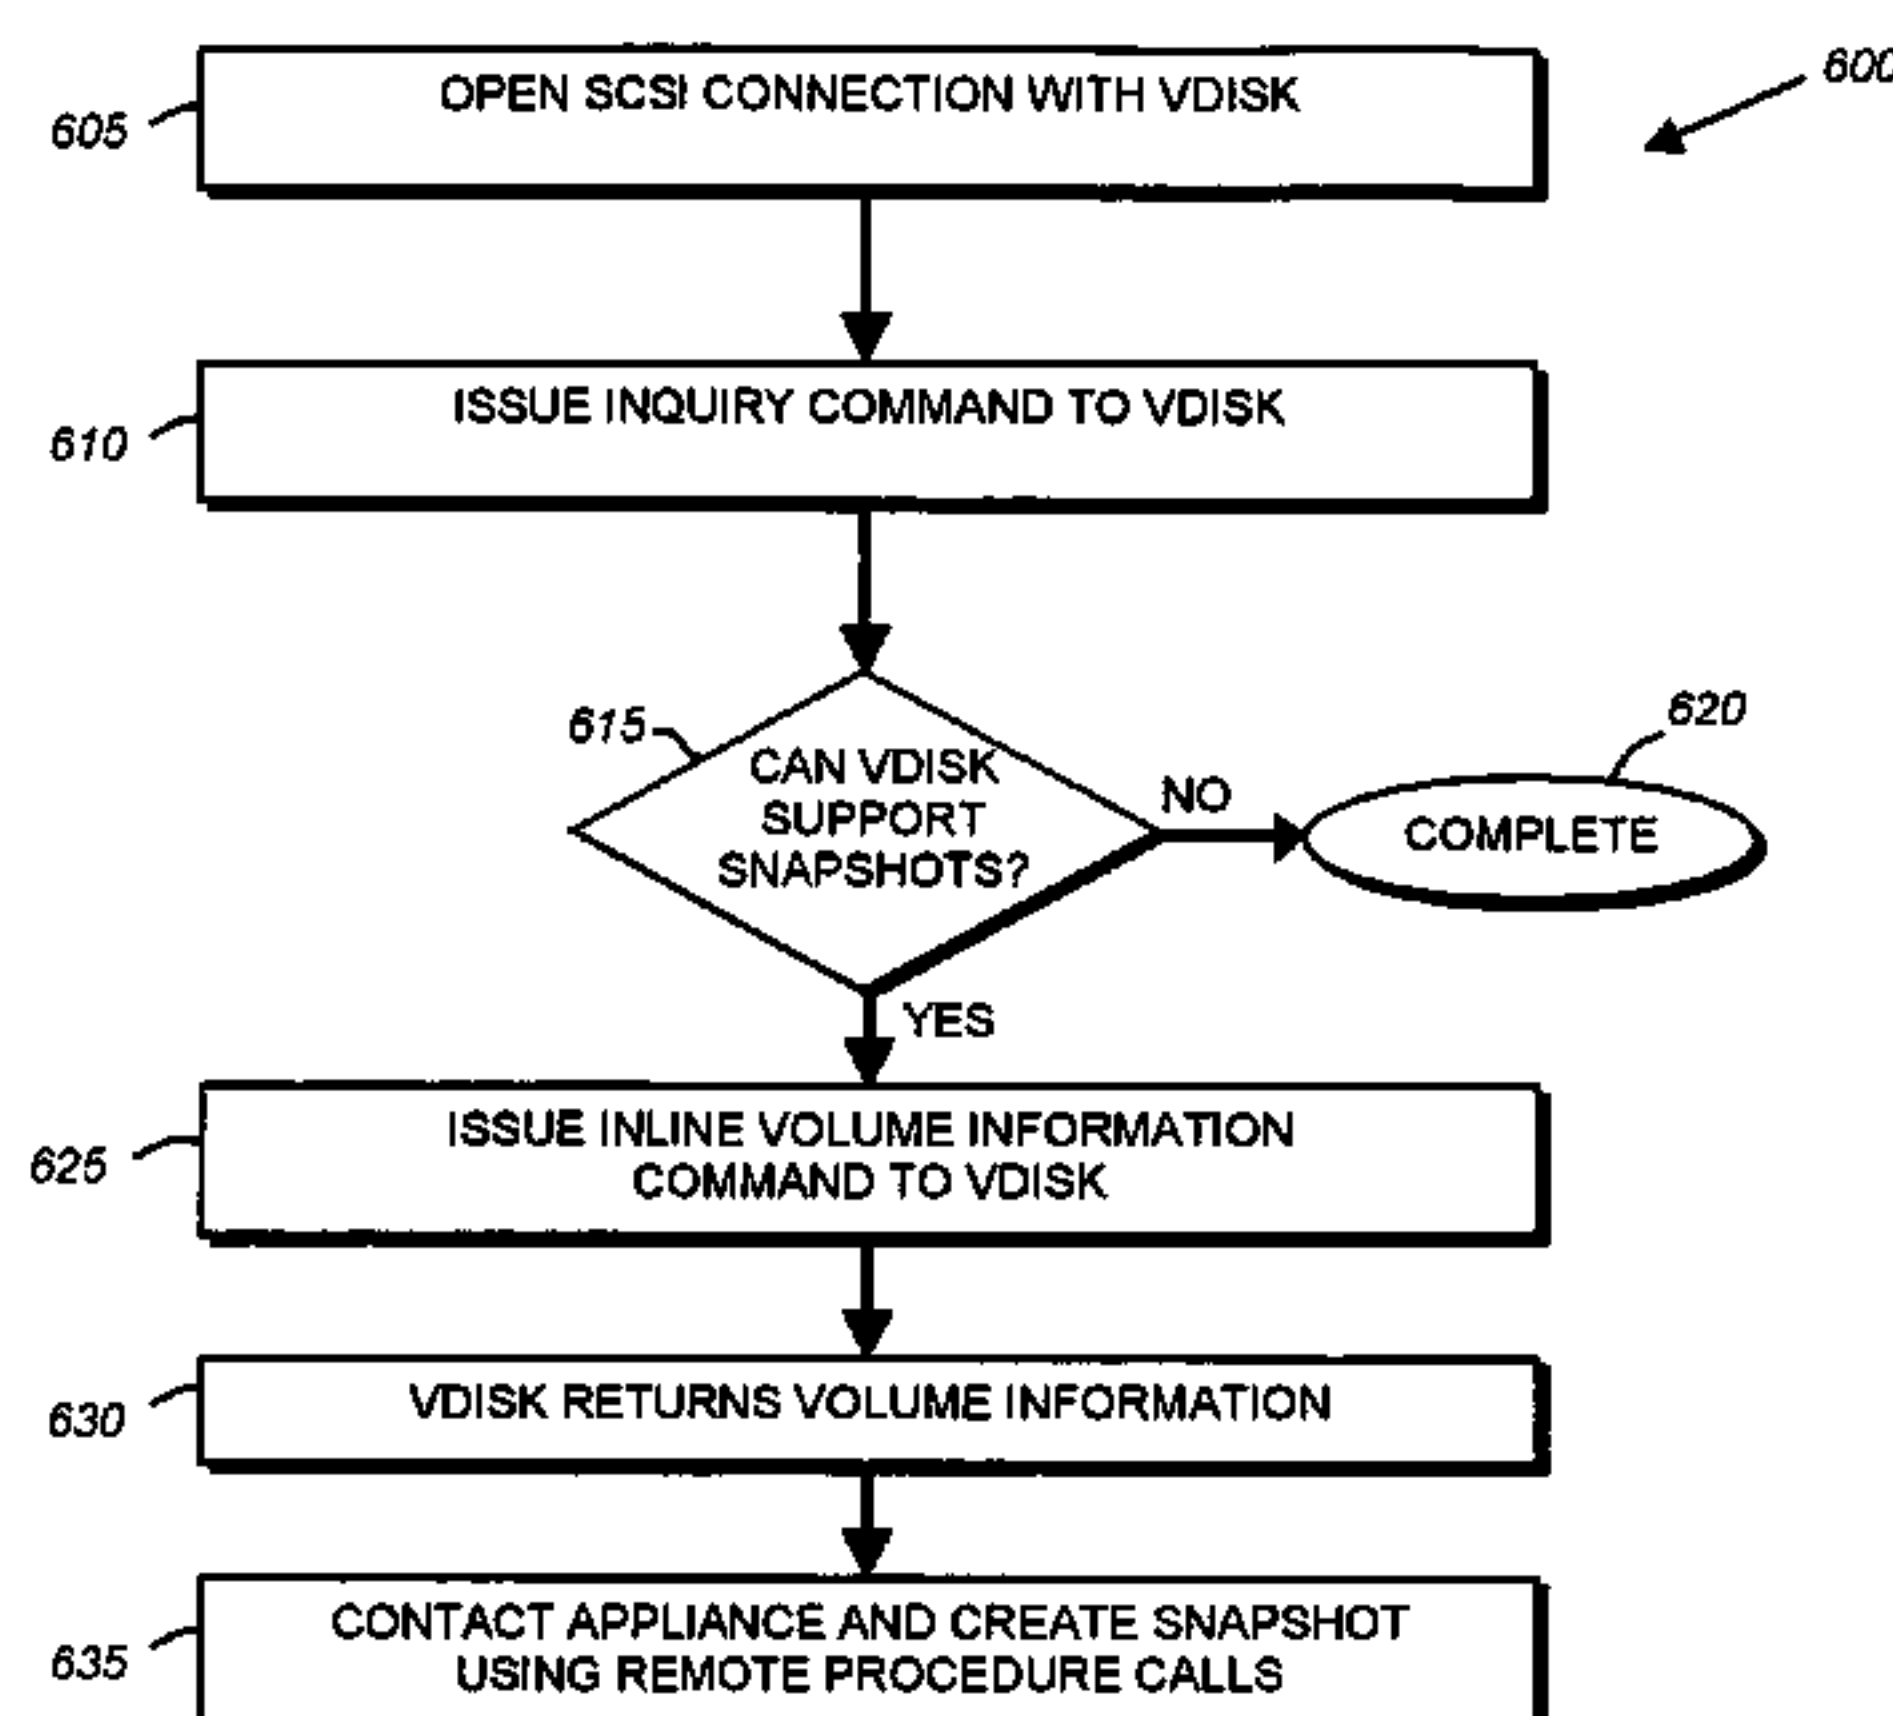 600
605
OPEN SCSI CONNECTION WITH VDISK
610
ISSUE INQUIRY COMMAND TO VDISK
615
CAN VDISK
SUPPORT
SNAPSHOTS?
NO
620
COMPLETE
YES
625
ISSUE INLINE VOLUME INFORMATION
COMMAND TO VDISK
630
VDISK RETURNS VOLUME INFORMATION
635
CONTACT APPLIANCE AND CREATE SNAPSHOT
USING REMOTE PROCEDURE CALLS